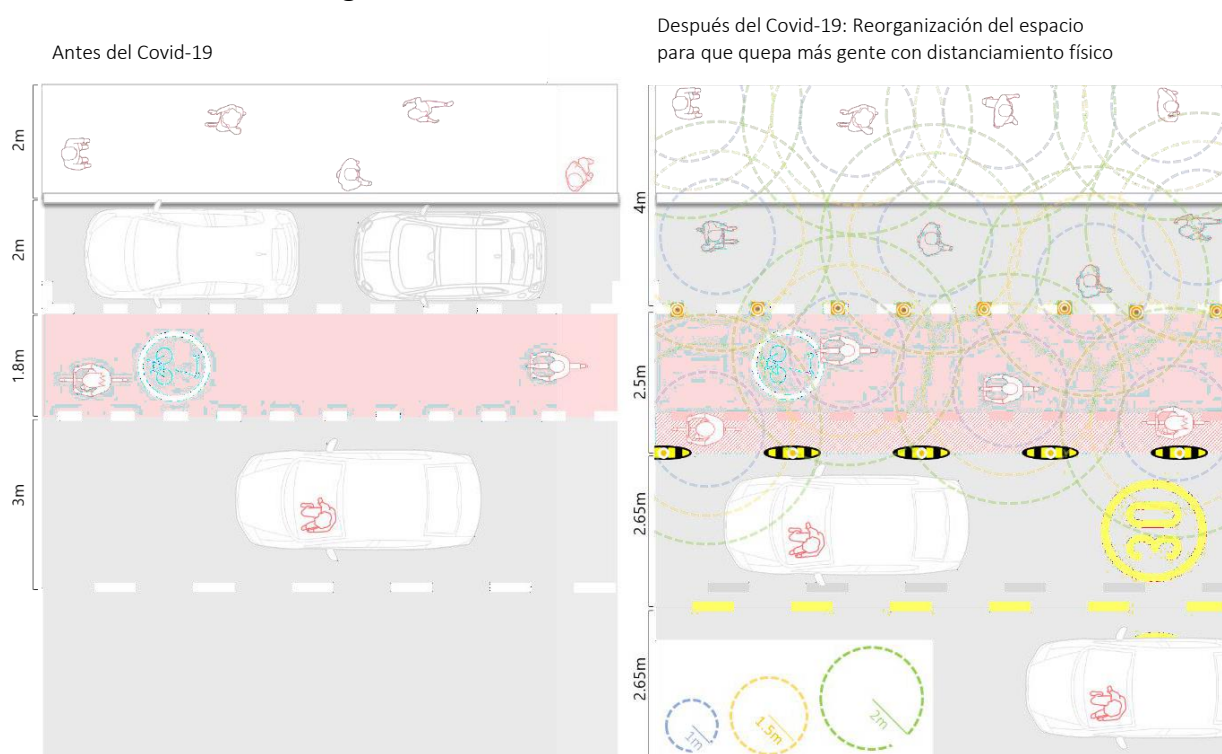 Antes del Covid-19
Después del Covid-19: Reorganización del espacio
para que quepa más gente con distanciamiento físico
2m
2m
1.8m
3m
4m
2.5m
2.65m
2.65m
30
1m
1.5m
2m